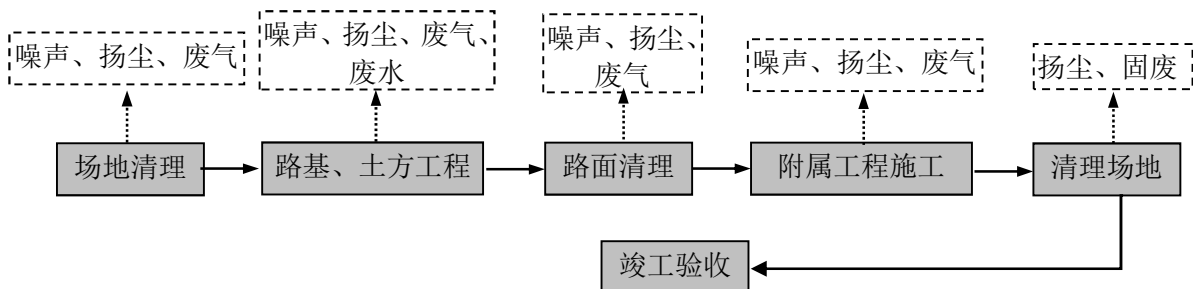 噪声、扬尘、废气
噪声、扬尘、废气、
废水
噪声、扬尘、
废气
噪声、扬尘、废气
扬尘、固废
场地清理
路基、土方工程
路面清理
附属工程施工
清理场地
竣工验收